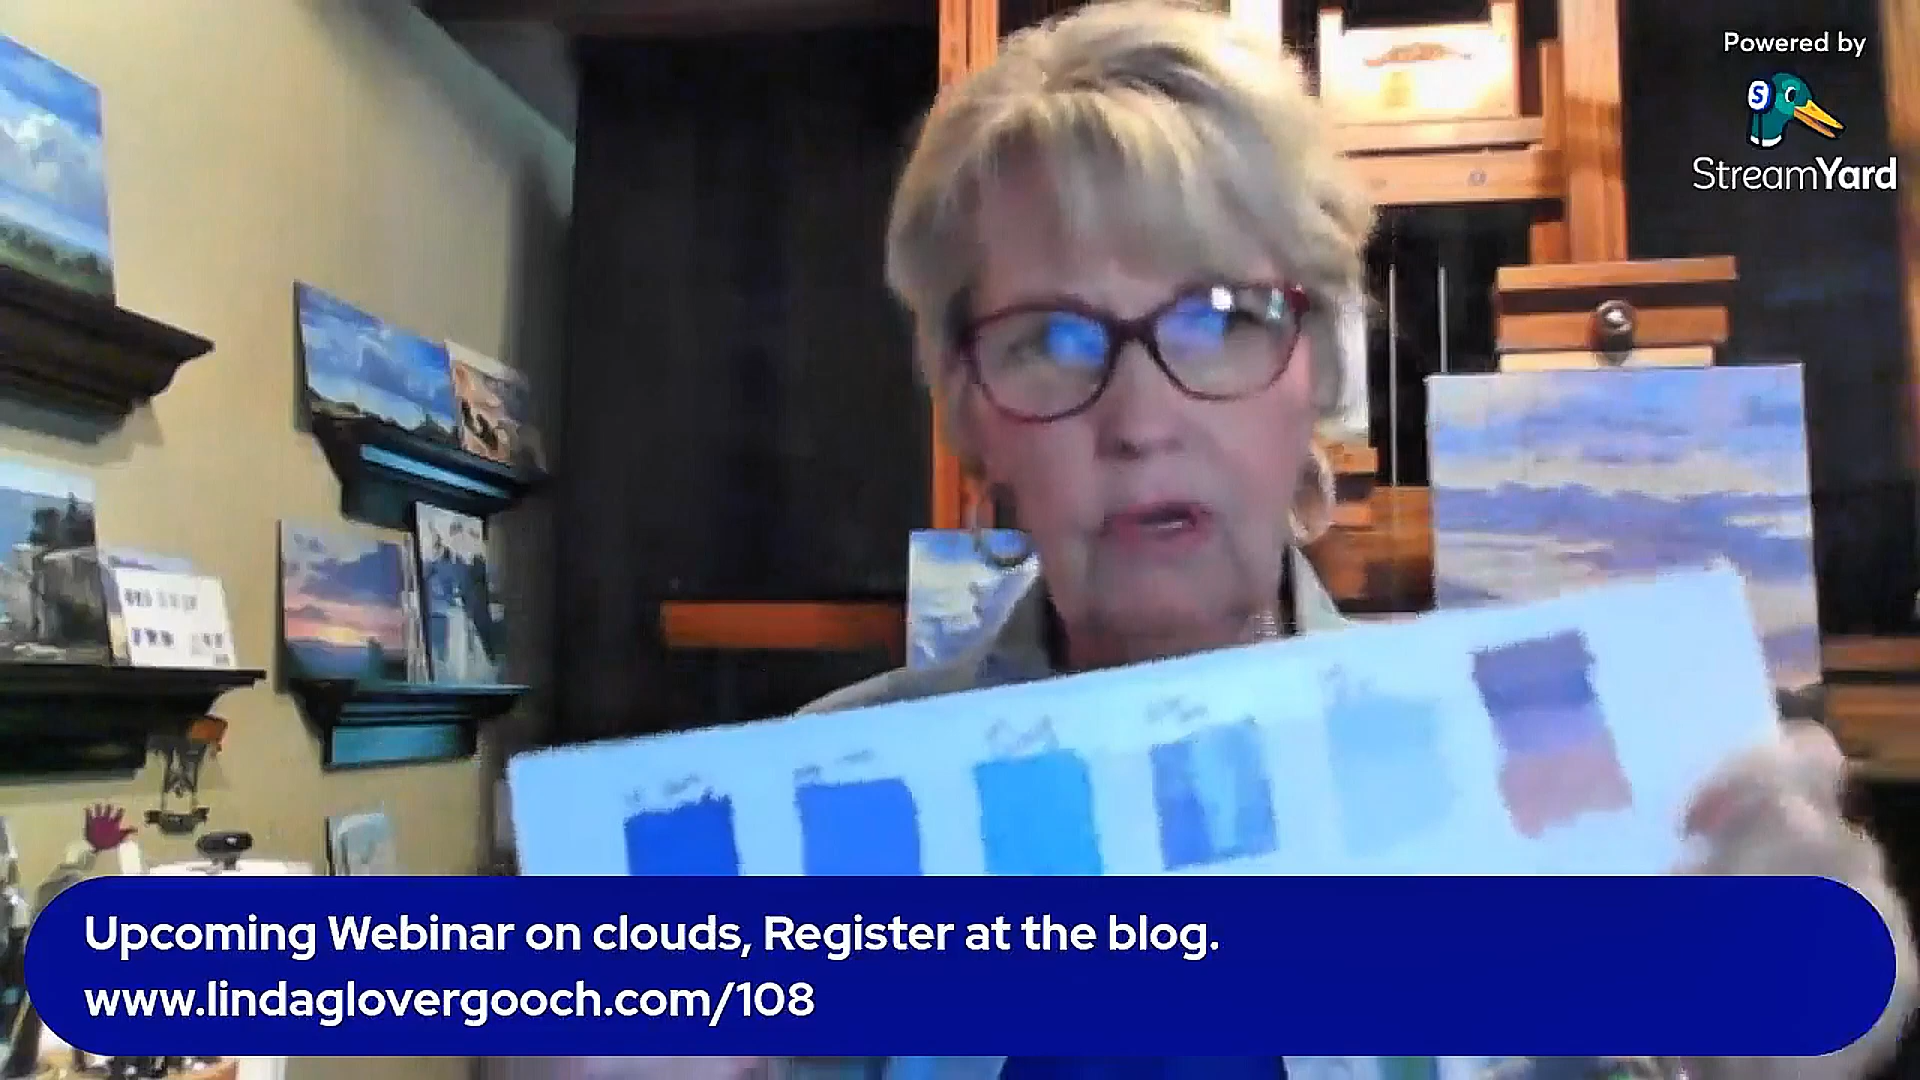 Powered by
S
StreamYard
Upcoming Webinar on clouds, Register at the blog.
www.lindaglovergooch.com/108